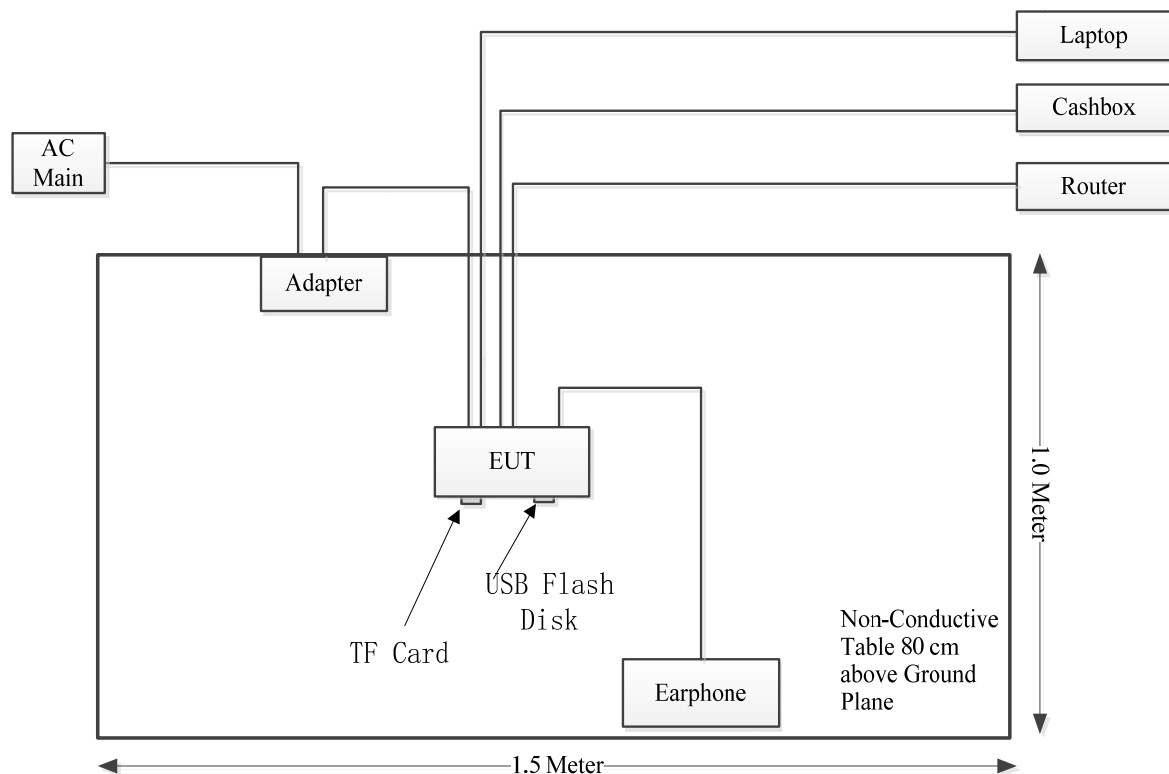 Laptop
Cashbox
AC
Main
Router
Adapter
EUT
1.0 Meter
USB Flash
Disk
TF Card
Non-Conductive
Table 80 cm
above Ground
Plane
Earphone
1.5 Meter